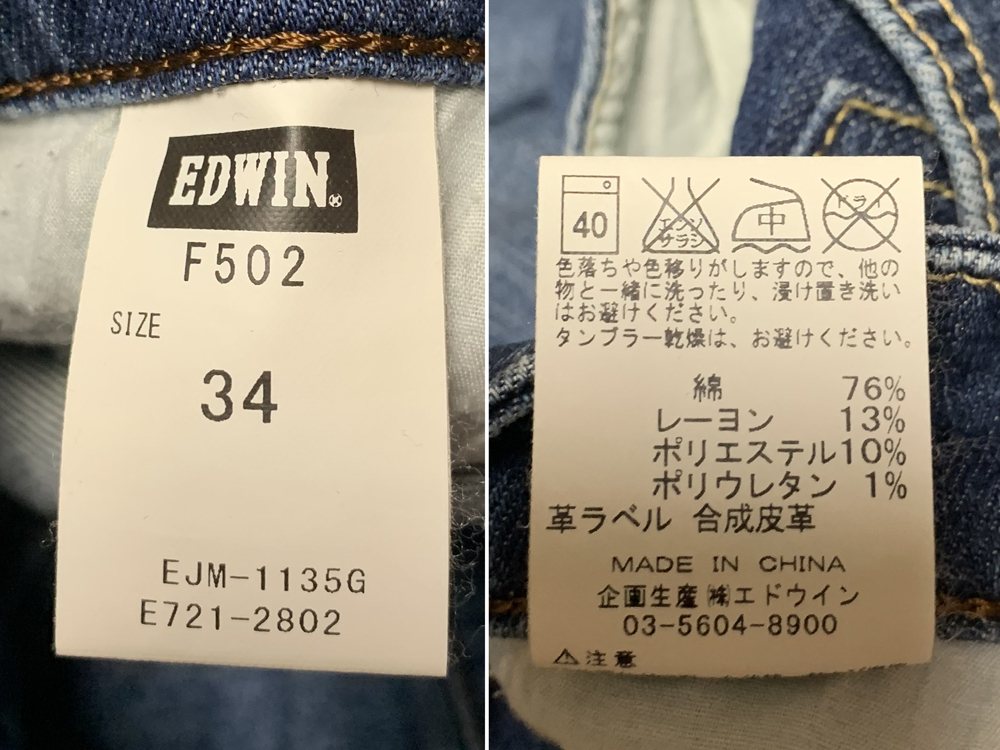 EDWIN®
F502
SIZE
34
EJM-1135G
E721-2802
40
エンソ
サラシ
中
ドライ
色落ちや色移りがしますので、他の
物と一緒に洗ったり、浸け置き洗い
はお避けください。
タンブラー乾燥は、お避けください。
綿 76%
レーヨン 13%
ポリエステル10%
ポリウレタン 1%
革ラベル 合成皮革
MADE IN CHINA
企画生産㈱エドウイン
03-5604-8900
⚠注意